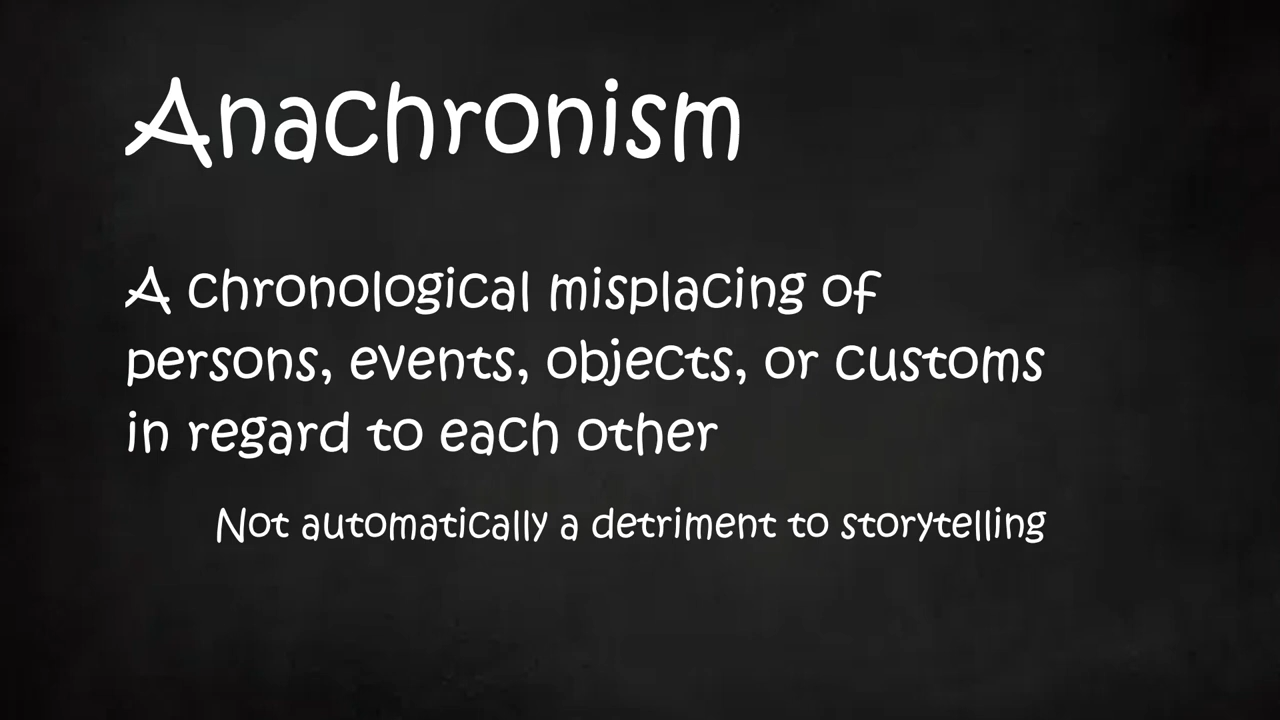 Anachronism
A chronological misplacing of
persons, events, objects, or customs
in regard to each other
Not automatically a detriment to storytelling